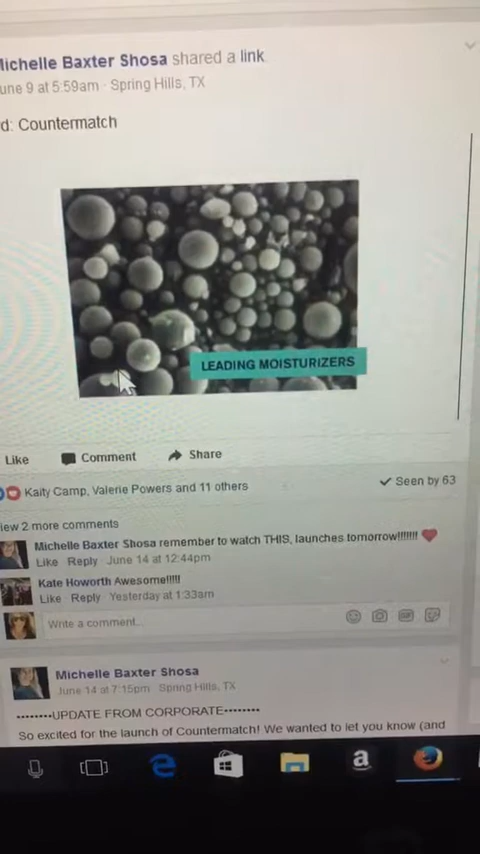 Michelle Baxter Shosa shared a link
June 9 at 5:59am · Spring Hills, TX
d: Countermatch
LEADING MOISTURIZERS
Like Comment Share
Kaity Camp, Valerie Powers and 11 others
Seen by 63
iew 2 more comments
Michelle Baxter Shosa remember to watch THIS, launches tomorrow!!!!!!!
Like · Reply · June 14 at 12:44pm
Kate Howorth Awesome!!!!!
Like · Reply · Yesterday at 1:33am
Write a comment...
Michelle Baxter Shosa
June 14 at 7:15pm · Spring Hills, TX
••••••••UPDATE FROM CORPORATE••••••••
So excited for the launch of Countermatch! We wanted to let you know (and